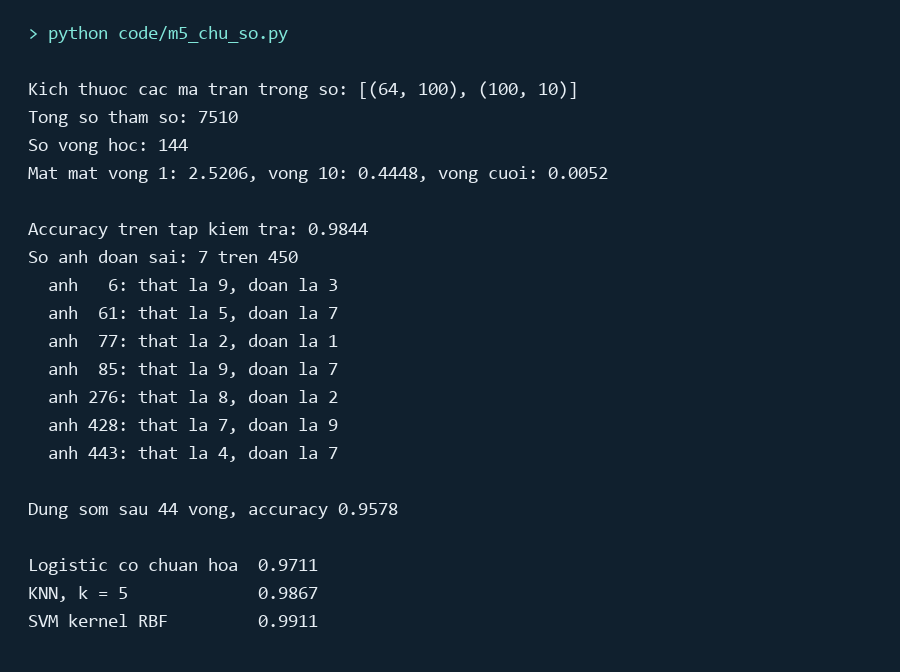 > python code/m5_chu_so.py
Kich thuoc cac ma tran trong so: [(64, 100), (100, 10)]
Tong so tham so: 7510
So vong hoc: 144
Mat mat vong 1: 2.5206, vong 10: 0.4448, vong cuoi: 0.0052
Accuracy tren tap kiem tra: 0.9844
So anh doan sai: 7 tren 450
  anh   6: that la 9, doan la 3
  anh  61: that la 5, doan la 7
  anh  77: that la 2, doan la 1
  anh  85: that la 9, doan la 7
  anh 276: that la 8, doan la 2
  anh 428: that la 7, doan la 9
  anh 443: that la 4, doan la 7
Dung som sau 44 vong, accuracy 0.9578
Logistic co chuan hoa  0.9711
KNN, k = 5             0.9867
SVM kernel RBF         0.9911